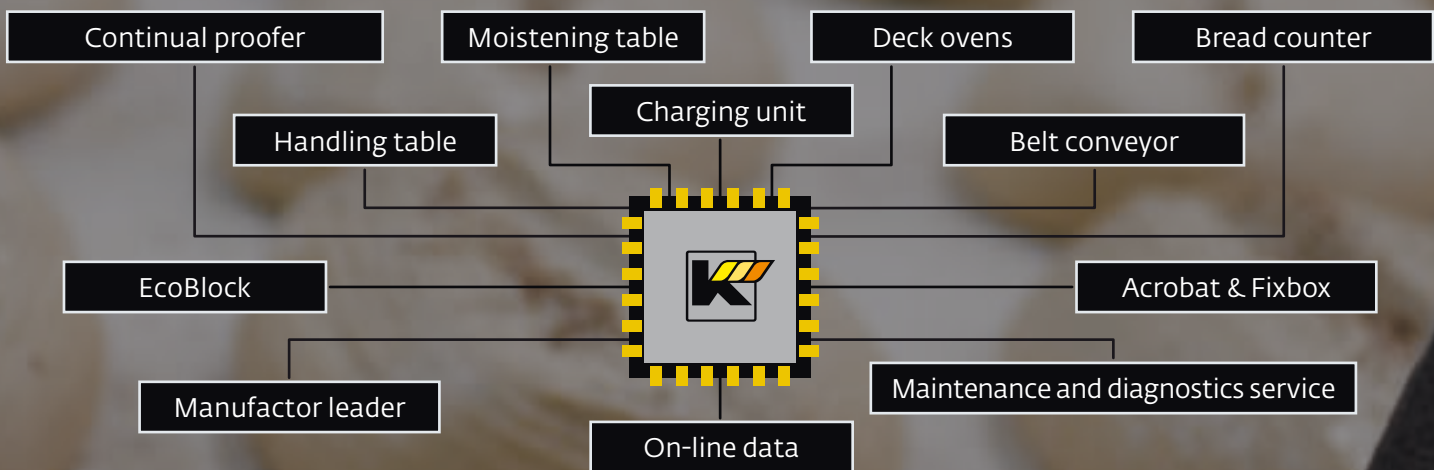 Continual proofer
Moistening table
Deck ovens
Bread counter
Handling table
Charging unit
Belt conveyor
EcoBlock
Acrobat & Fixbox
Manufactor leader
Maintenance and diagnostics service
On-line data